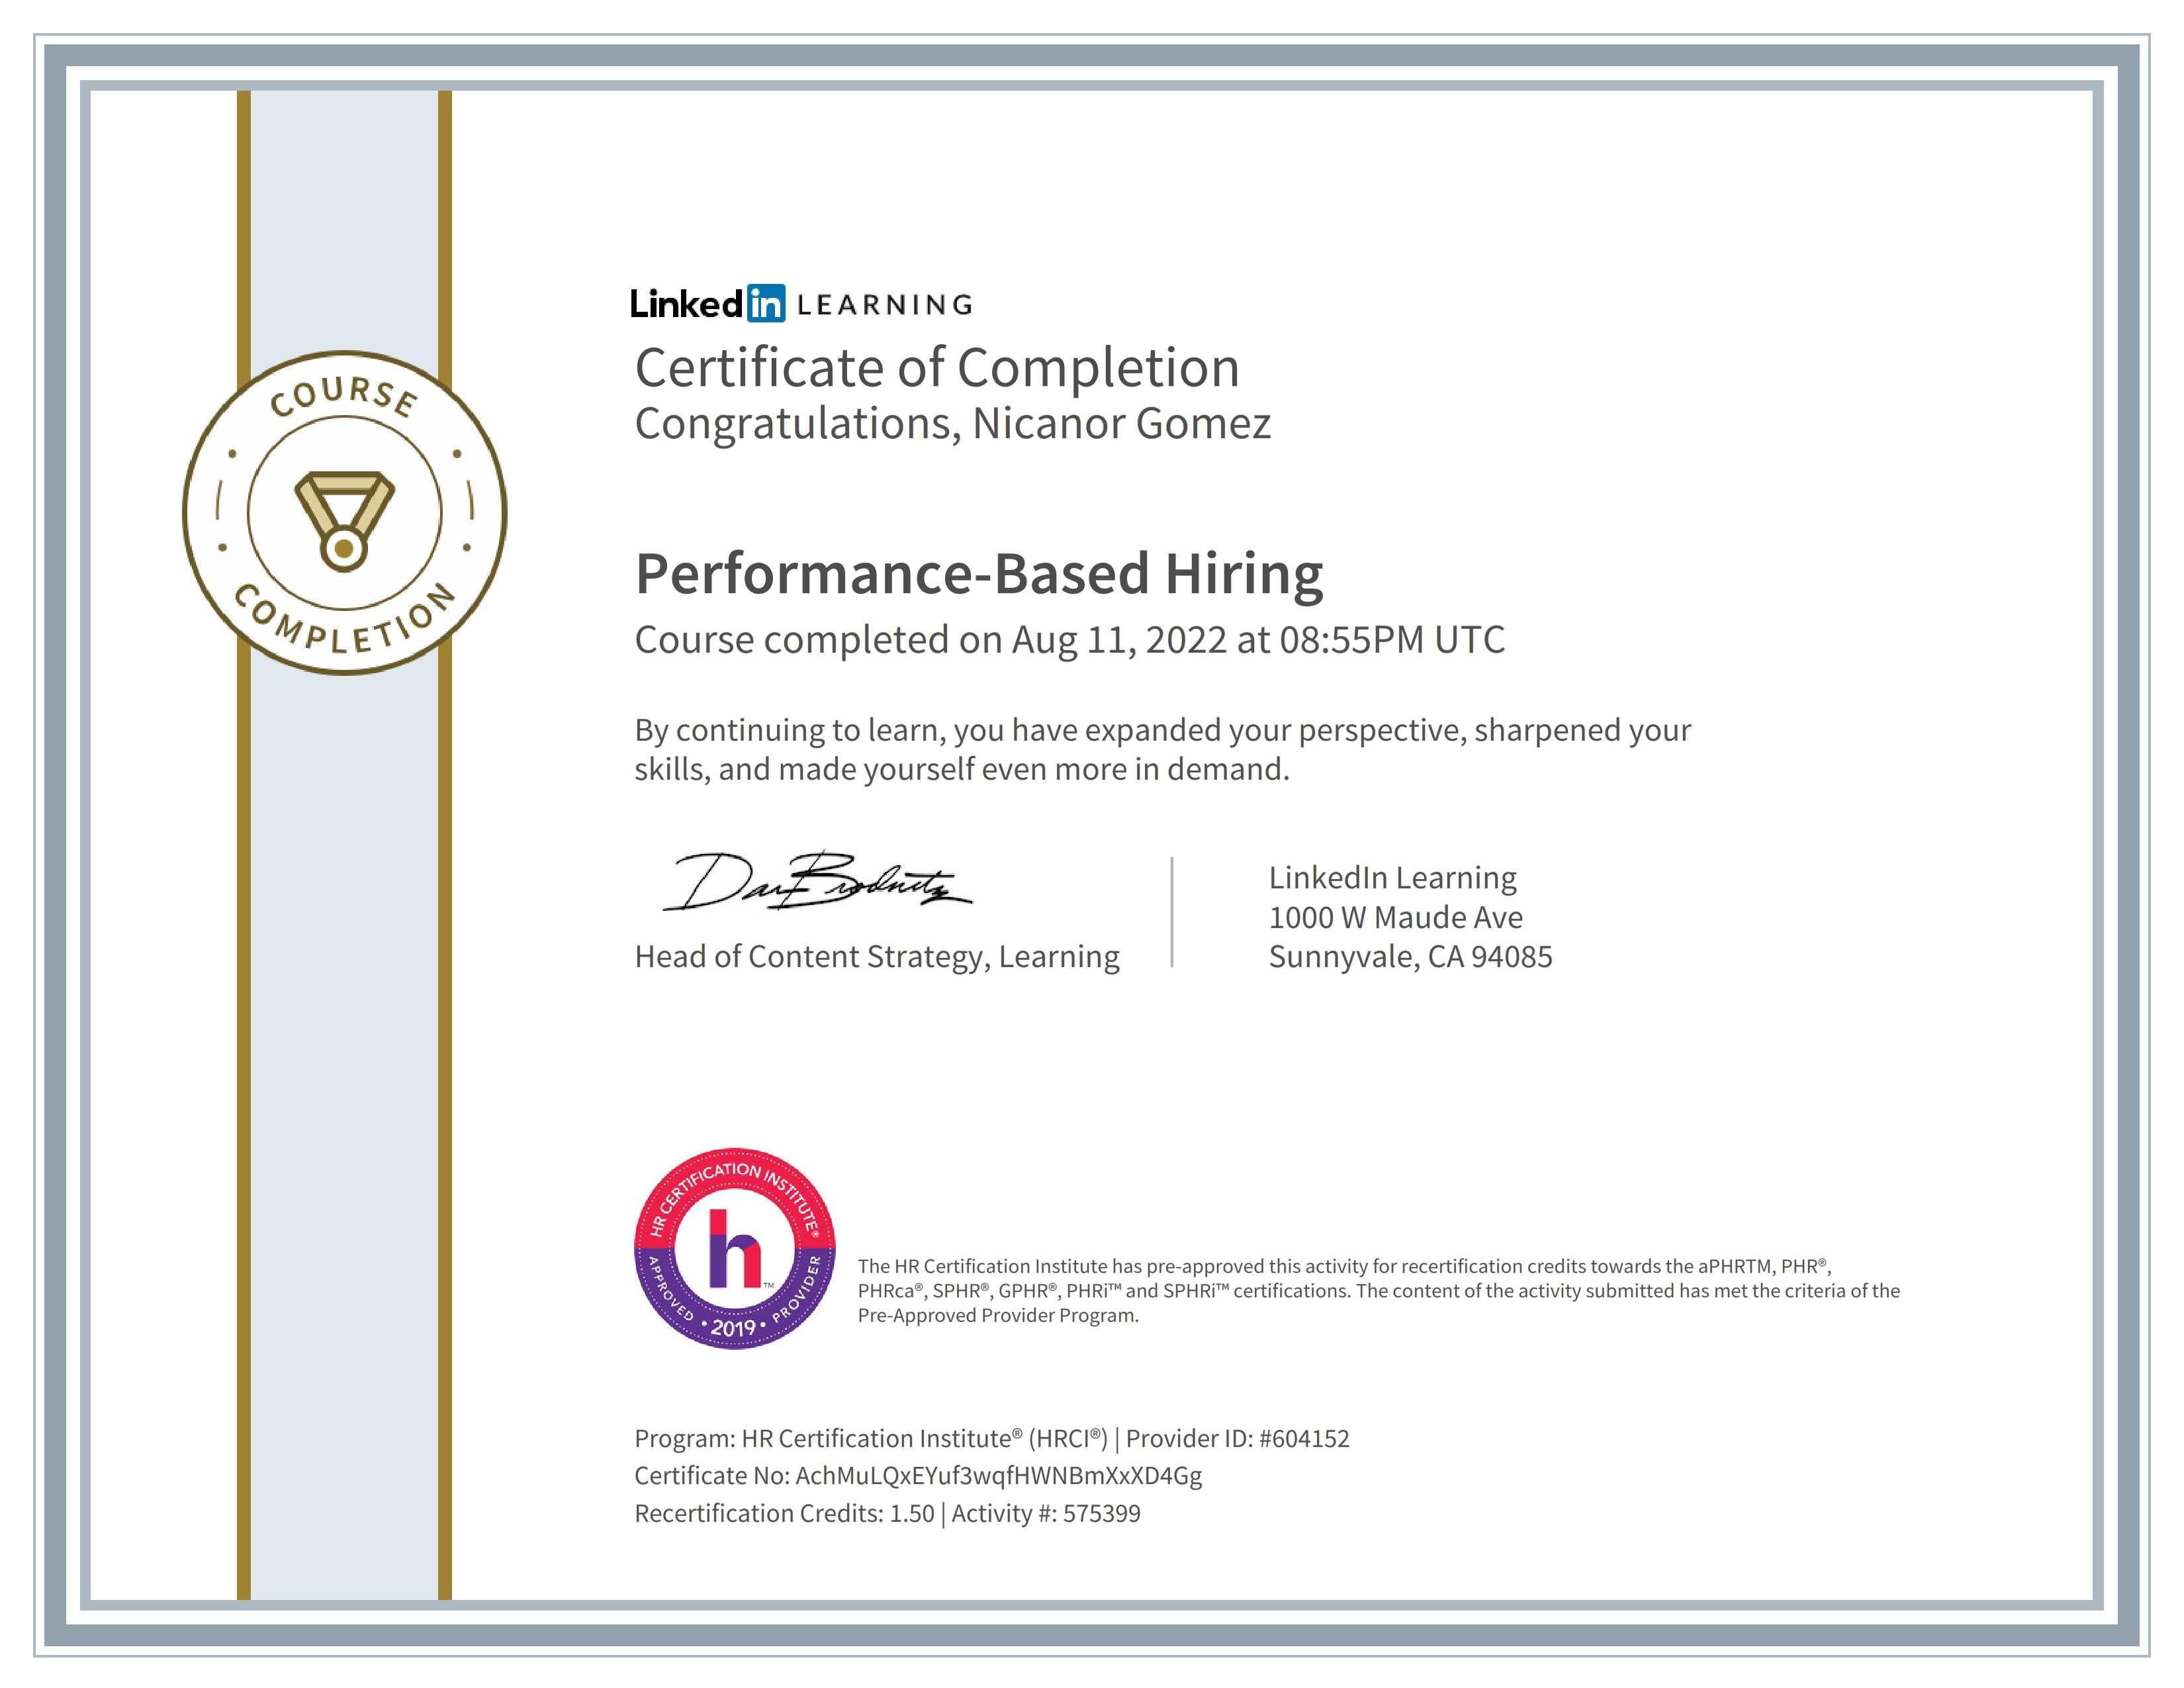 LinkedIn LEARNING
Certificate of Completion
Congratulations, Nicanor Gomez
COURSE
COMPLETION
Performance-Based Hiring
Course completed on Aug 11, 2022 at 08:55PM UTC
By continuing to learn, you have expanded your perspective, sharpened your
skills, and made yourself even more in demand.
Head of Content Strategy, Learning
LinkedIn Learning
1000 W Maude Ave
Sunnyvale, CA 94085
HR CERTIFICATION INSTITUTE®
h™
APPROVED • 2019 • PROVIDER
The HR Certification Institute has pre-approved this activity for recertification credits towards the aPHRTM, PHR®,
PHRca®, SPHR®, GPHR®, PHRi™ and SPHRi™ certifications. The content of the activity submitted has met the criteria of the
Pre-Approved Provider Program.
Program: HR Certification Institute® (HRCI®) | Provider ID: #604152
Certificate No: AchMuLQxEYuf3wqfHWNBmXxXD4Gg
Recertification Credits: 1.50 | Activity #: 575399